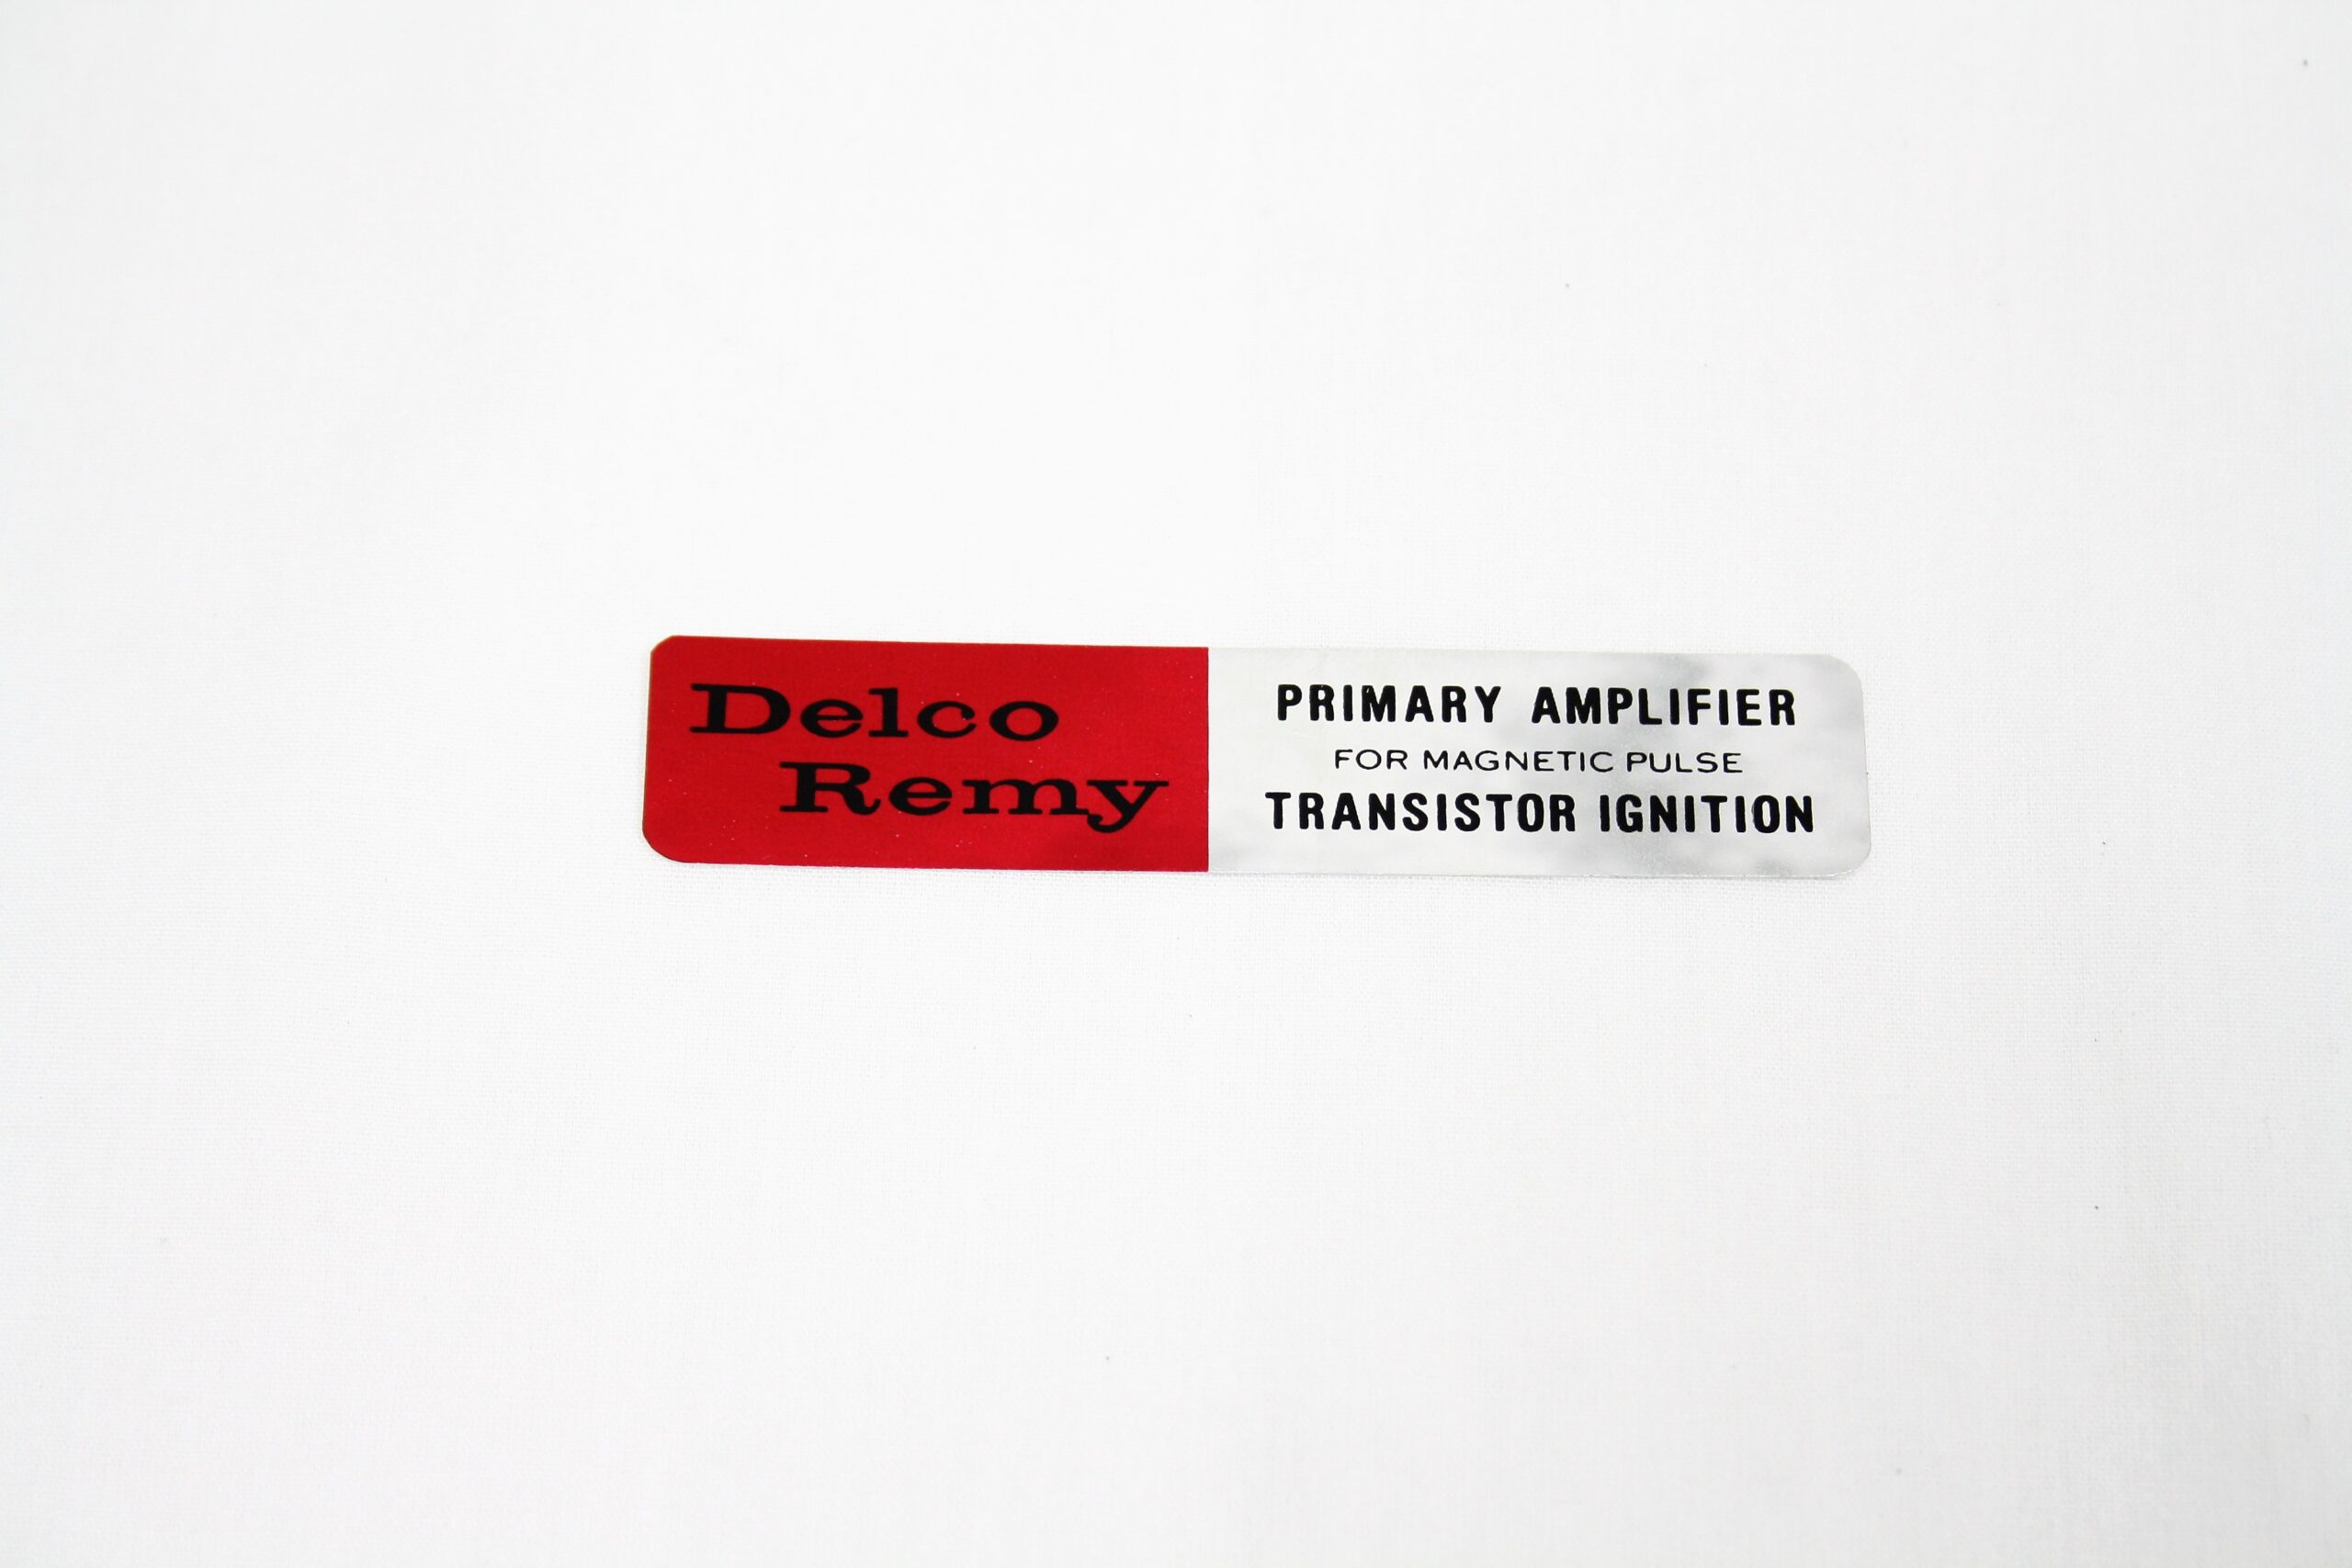 Delco
Remy
PRIMARY AMPLIFIER
FOR MAGNETIC PULSE
TRANSISTOR IGNITION